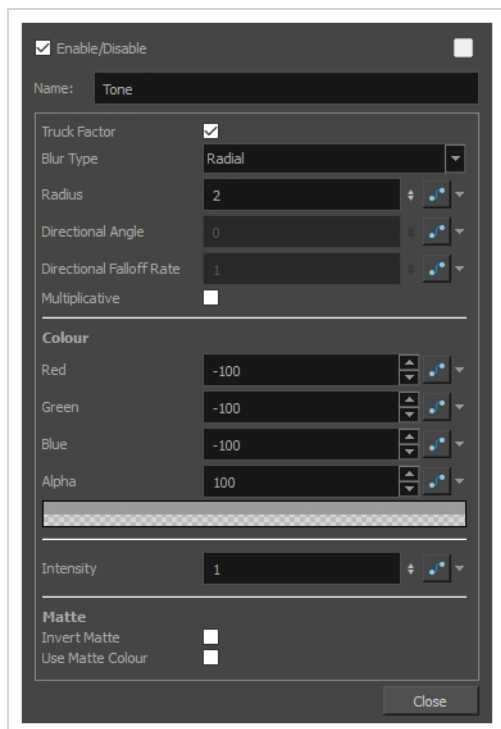 Enable/Disable
Name: Tone
Truck Factor
Blur Type Radial
Radius 2
Directional Angle 0
Directional Falloff Rate 1
Multiplicative
Colour
Red -100
Green -100
Blue -100
Alpha 100
Intensity 1
Matte
Invert Matte
Use Matte Colour
Close